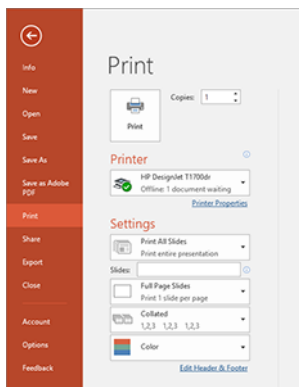 Info
New
Open
Save
Save As
Save as Adobe
PDF
Print
Share
Export
Close
Account
Options
Feedback
Print
Copies: 1
Print
Printer
HP DesignJet T1700dr
Offline: 1 document waiting
Printer Properties
Settings
Print All Slides
Print entire presentation
Slides:
Full Page Slides
Print 1 slide per page
Collated
1,2,3 1,2,3 1,2,3
Color
Edit Header & Footer